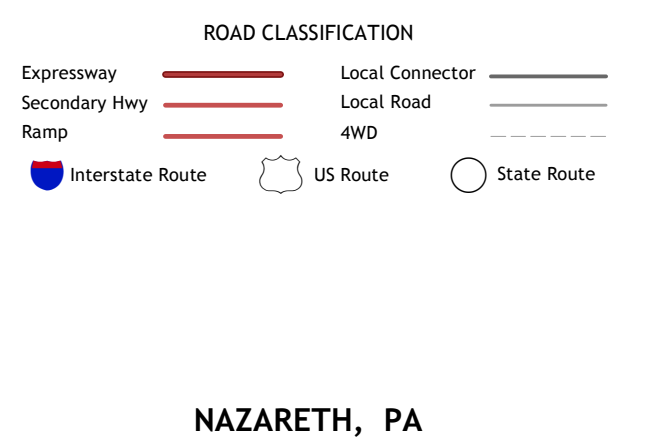 ROAD CLASSIFICATION
Expressway
Local Connector
Secondary Hwy
Local Road
Ramp
4WD
Interstate Route
US Route
State Route
NAZARETH, PA